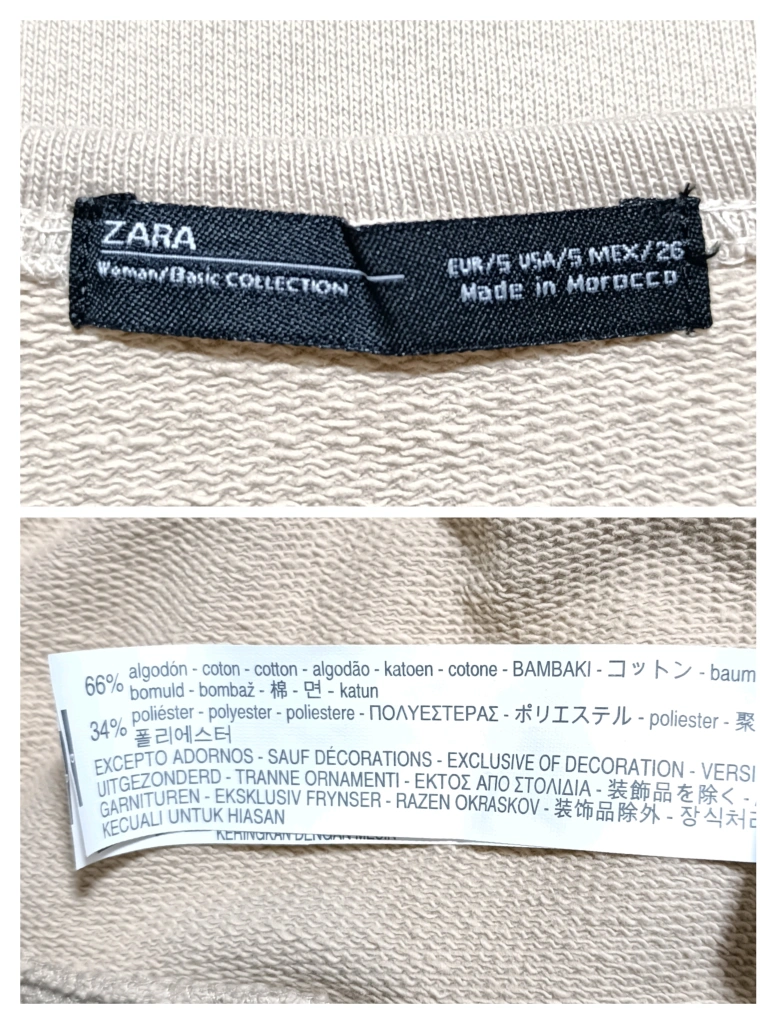 ZARA
Woman/Basic COLLECTION
EUR/S USA/S MEX/26
Made in Morocco
66% algodón - coton - cotton - algodão - katoen - cotone - BAMBAKI - コットン - baum
bomuld - bombaž - 棉 - 면 - katun
34% poliéster - polyester - poliestere - ΠΟΛΥΕΣΤΕΡΑΣ - ポリエステル - poliester - 聚
폴리에스터
EXCEPTO ADORNOS - SAUF DÉCORATIONS - EXCLUSIVE OF DECORATION - VERSI
UITGEZONDERD - TRANNE ORNAMENTI - ΕΚΤΟΣ ΑΠΟ ΣΤΟΛΙΔΙΑ - 装飾品を除く -
GARNITUREN - EKSKLUSIV FRYNSER - RAZEN OKRASKOV - 装饰品除外 - 장식처리
KECUALI UNTUK HIASAN
KERINGKAN DENGAN MESIN